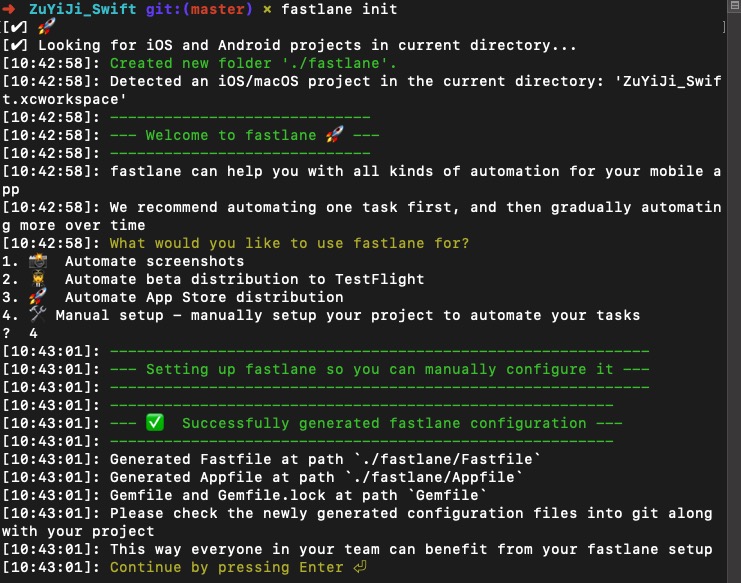 ➜ ZuYiJi_Swift git:(master) × fastlane init
[✔] 🚀
[✔] Looking for iOS and Android projects in current directory...
[10:42:58]: Created new folder './fastlane'.
[10:42:58]: Detected an iOS/macOS project in the current directory: 'ZuYiJi_Swif
t.xcworkspace'
[10:42:58]: -----------------------------
[10:42:58]: --- Welcome to fastlane 🚀 ---
[10:42:58]: -----------------------------
[10:42:58]: fastlane can help you with all kinds of automation for your mobile a
pp
[10:42:58]: We recommend automating one task first, and then gradually automatin
g more over time
[10:42:58]: What would you like to use fastlane for?
1. 📸  Automate screenshots
2. 👩‍✈️  Automate beta distribution to TestFlight
3. 🚀  Automate App Store distribution
4. 🛠 Manual setup - manually setup your project to automate your tasks
?  4
[10:43:01]: ------------------------------------------------------------
[10:43:01]: --- Setting up fastlane so you can manually configure it ---
[10:43:01]: ------------------------------------------------------------
[10:43:01]: --------------------------------------------------------
[10:43:01]: --- ✅  Successfully generated fastlane configuration ---
[10:43:01]: --------------------------------------------------------
[10:43:01]: Generated Fastfile at path `./fastlane/Fastfile`
[10:43:01]: Generated Appfile at path `./fastlane/Appfile`
[10:43:01]: Gemfile and Gemfile.lock at path `Gemfile`
[10:43:01]: Please check the newly generated configuration files into git along
with your project
[10:43:01]: This way everyone in your team can benefit from your fastlane setup
[10:43:01]: Continue by pressing Enter ⏎